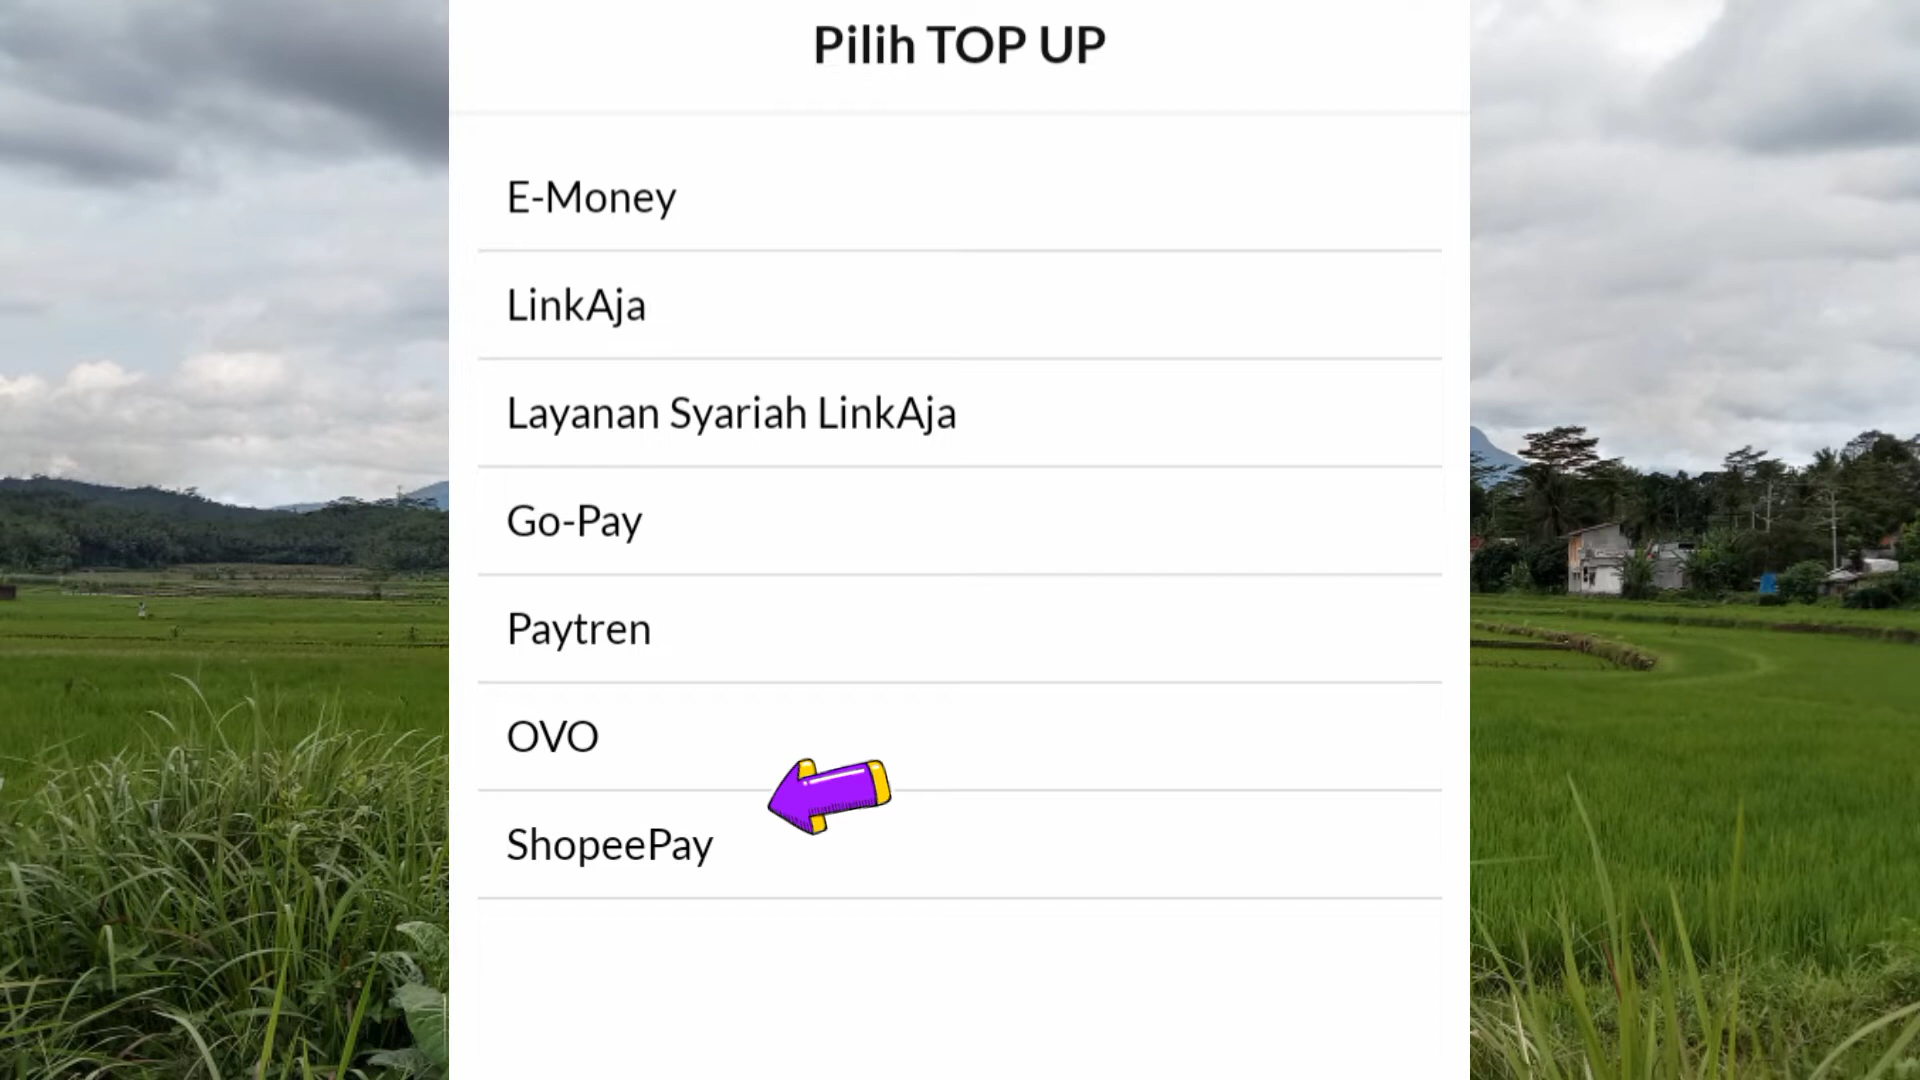 Pilih TOP UP
E-Money
LinkAja
Layanan Syariah LinkAja
Go-Pay
Paytren
OVO
ShopeePay